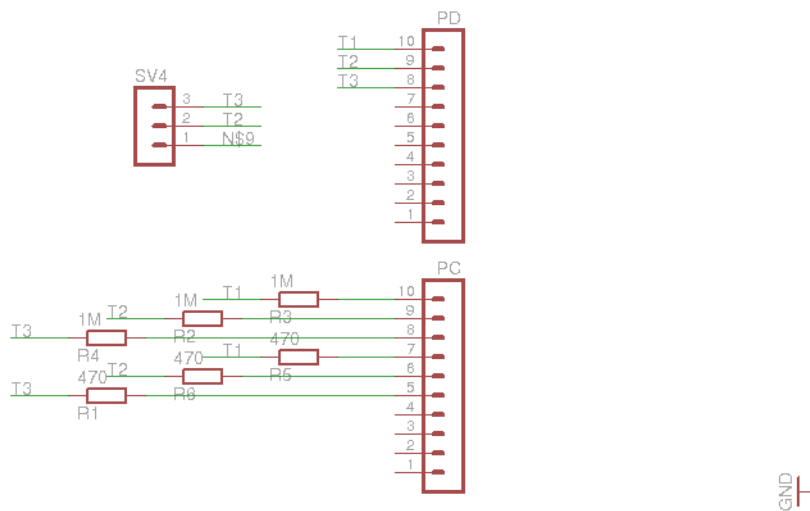 PD
T1 10
T2 9
T3 8
7
6
5
4
3
2
1
SV4
3 T3
2 T2
1 N$9
PC
1M T1 10
R3
1M T2 9
R2
1M T3 8
R4
470 T1 7
R5
470 T2 6
R6
470 T3 5
R1
4
3
2
1
GND